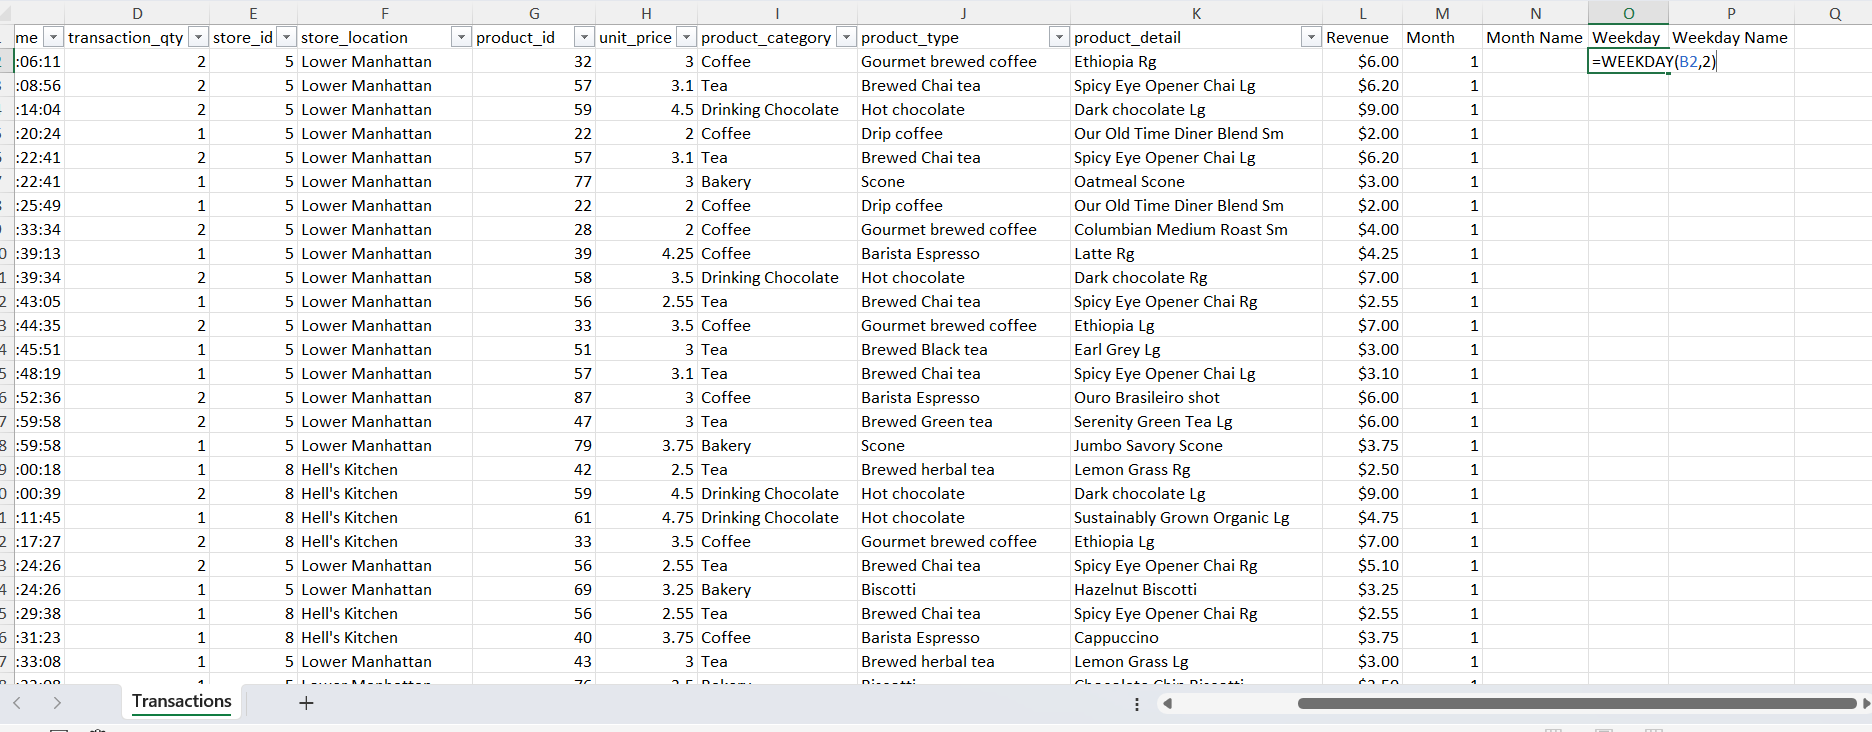 D E F G H I J K L M N O P Q
me transaction_qty store_id store_location product_id unit_price product_category product_type product_detail Revenue Month Month Name Weekday Weekday Name
:06:11 2 5 Lower Manhattan 32 3 Coffee Gourmet brewed coffee Ethiopia Rg $6.00 1 =WEEKDAY(B2,2)
:08:56 2 5 Lower Manhattan 57 3.1 Tea Brewed Chai tea Spicy Eye Opener Chai Lg $6.20 1
:14:04 2 5 Lower Manhattan 59 4.5 Drinking Chocolate Hot chocolate Dark chocolate Lg $9.00 1
:20:24 1 5 Lower Manhattan 22 2 Coffee Drip coffee Our Old Time Diner Blend Sm $2.00 1
:22:41 2 5 Lower Manhattan 57 3.1 Tea Brewed Chai tea Spicy Eye Opener Chai Lg $6.20 1
:22:41 1 5 Lower Manhattan 77 3 Bakery Scone Oatmeal Scone $3.00 1
:25:49 1 5 Lower Manhattan 22 2 Coffee Drip coffee Our Old Time Diner Blend Sm $2.00 1
:33:34 2 5 Lower Manhattan 28 2 Coffee Gourmet brewed coffee Columbian Medium Roast Sm $4.00 1
:39:13 1 5 Lower Manhattan 39 4.25 Coffee Barista Espresso Latte Rg $4.25 1
:39:34 2 5 Lower Manhattan 58 3.5 Drinking Chocolate Hot chocolate Dark chocolate Rg $7.00 1
:43:05 1 5 Lower Manhattan 56 2.55 Tea Brewed Chai tea Spicy Eye Opener Chai Rg $2.55 1
:44:35 2 5 Lower Manhattan 33 3.5 Coffee Gourmet brewed coffee Ethiopia Lg $7.00 1
:45:51 1 5 Lower Manhattan 51 3 Tea Brewed Black tea Earl Grey Lg $3.00 1
:48:19 1 5 Lower Manhattan 57 3.1 Tea Brewed Chai tea Spicy Eye Opener Chai Lg $3.10 1
:52:36 2 5 Lower Manhattan 87 3 Coffee Barista Espresso Ouro Brasileiro shot $6.00 1
:59:58 2 5 Lower Manhattan 47 3 Tea Brewed Green tea Serenity Green Tea Lg $6.00 1
:59:58 1 5 Lower Manhattan 79 3.75 Bakery Scone Jumbo Savory Scone $3.75 1
:00:18 1 8 Hell's Kitchen 42 2.5 Tea Brewed herbal tea Lemon Grass Rg $2.50 1
:00:39 2 8 Hell's Kitchen 59 4.5 Drinking Chocolate Hot chocolate Dark chocolate Lg $9.00 1
:11:45 1 8 Hell's Kitchen 61 4.75 Drinking Chocolate Hot chocolate Sustainably Grown Organic Lg $4.75 1
:17:27 2 8 Hell's Kitchen 33 3.5 Coffee Gourmet brewed coffee Ethiopia Lg $7.00 1
:24:26 2 5 Lower Manhattan 56 2.55 Tea Brewed Chai tea Spicy Eye Opener Chai Rg $5.10 1
:24:26 1 5 Lower Manhattan 69 3.25 Bakery Biscotti Hazelnut Biscotti $3.25 1
:29:38 1 8 Hell's Kitchen 56 2.55 Tea Brewed Chai tea Spicy Eye Opener Chai Rg $2.55 1
:31:23 1 8 Hell's Kitchen 40 3.75 Coffee Barista Espresso Cappuccino $3.75 1
:33:08 1 5 Lower Manhattan 43 3 Tea Brewed herbal tea Lemon Grass Lg $3.00 1
Transactions